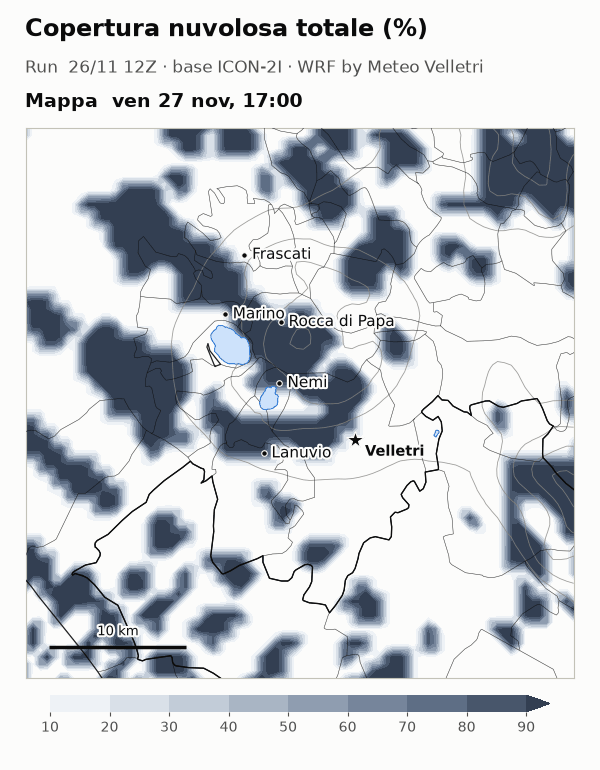 Copertura nuvolosa totale (%)
Run  26/11 12Z · base ICON-2I · WRF by Meteo Velletri
Mappa  ven 27 nov, 17:00
Frascati
Marino
Rocca di Papa
Nemi
Velletri
Lanuvio
10 km
10 20 30 40 50 60 70 80 90